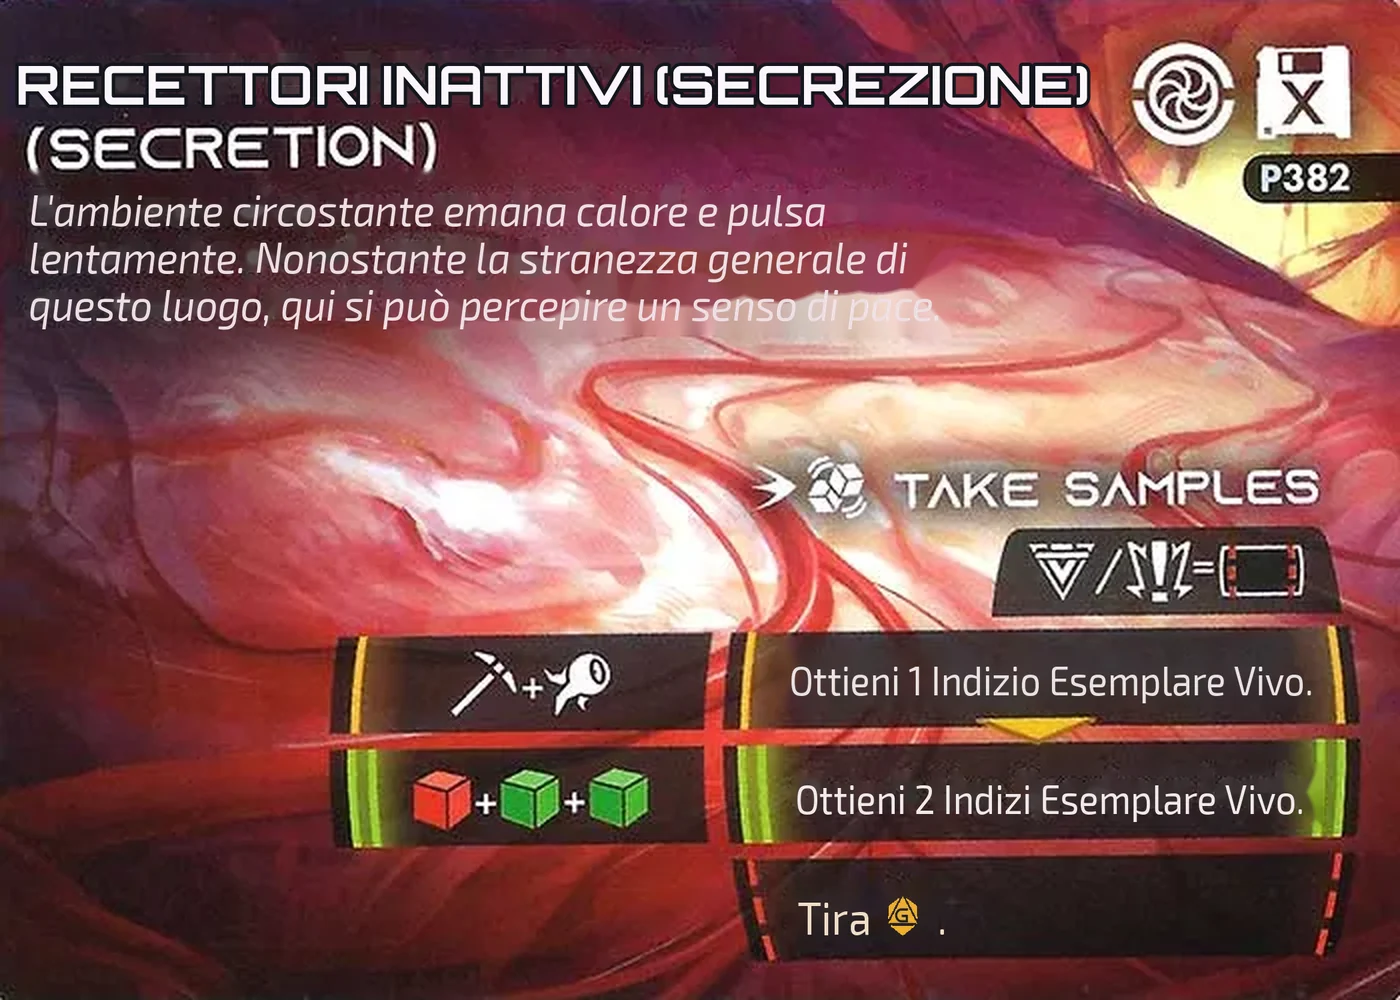 RECETTORI INATTIVI (SECREZIONE)
(SECRETION)
X
P382
L'ambiente circostante emana calore e pulsa
lentamente. Nonostante la stranezza generale di
questo luogo, qui si può percepire un senso di pace.
TAKE SAMPLES
/ ! =
+
Ottieni 1 Indizio Esemplare Vivo.
+ +
Ottieni 2 Indizi Esemplare Vivo.
Tira G .